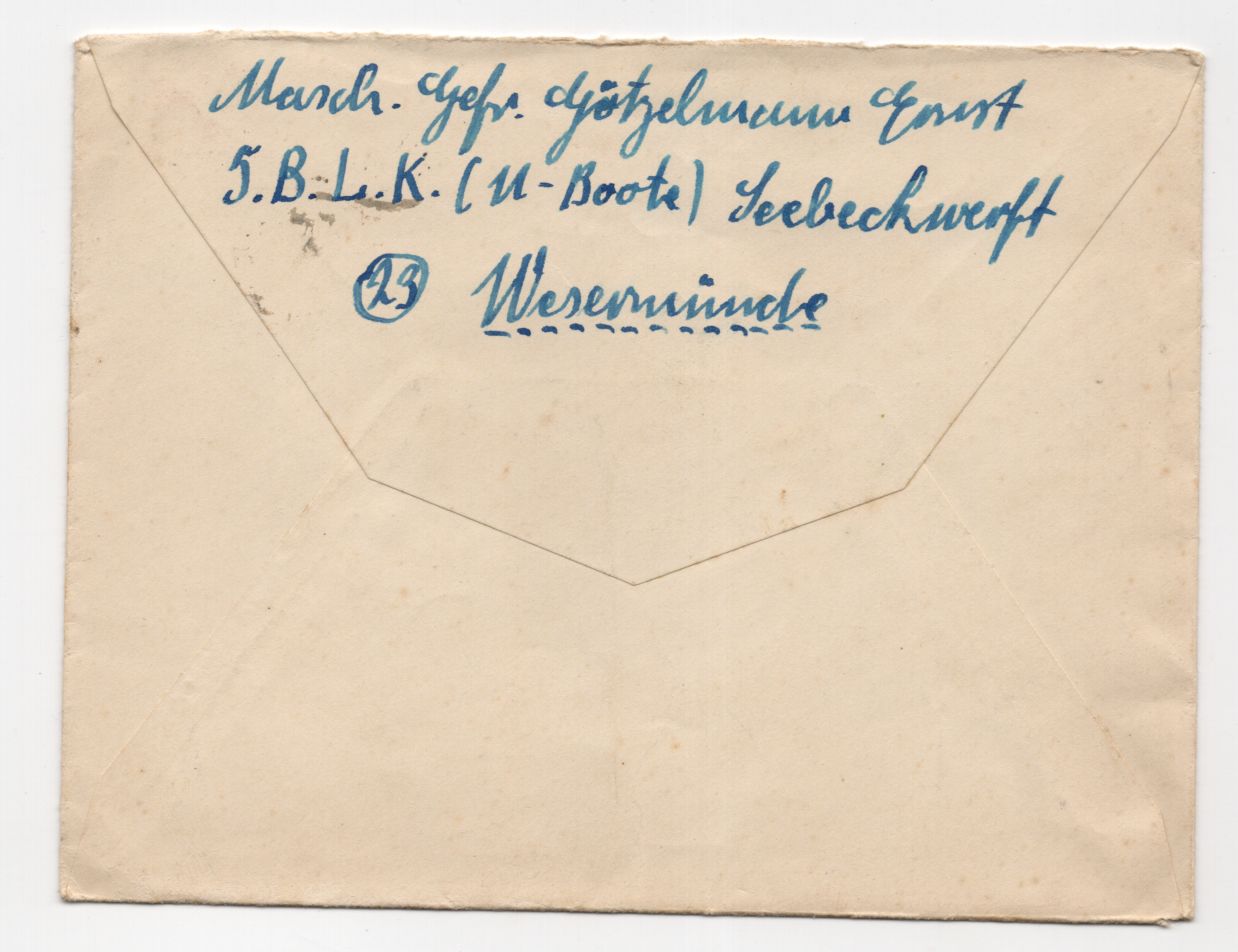 Masch. Gefr. Götzelmann Ernst
5.B.L.K. (U-Boote) Seebeckwerft
23 Wesermünde